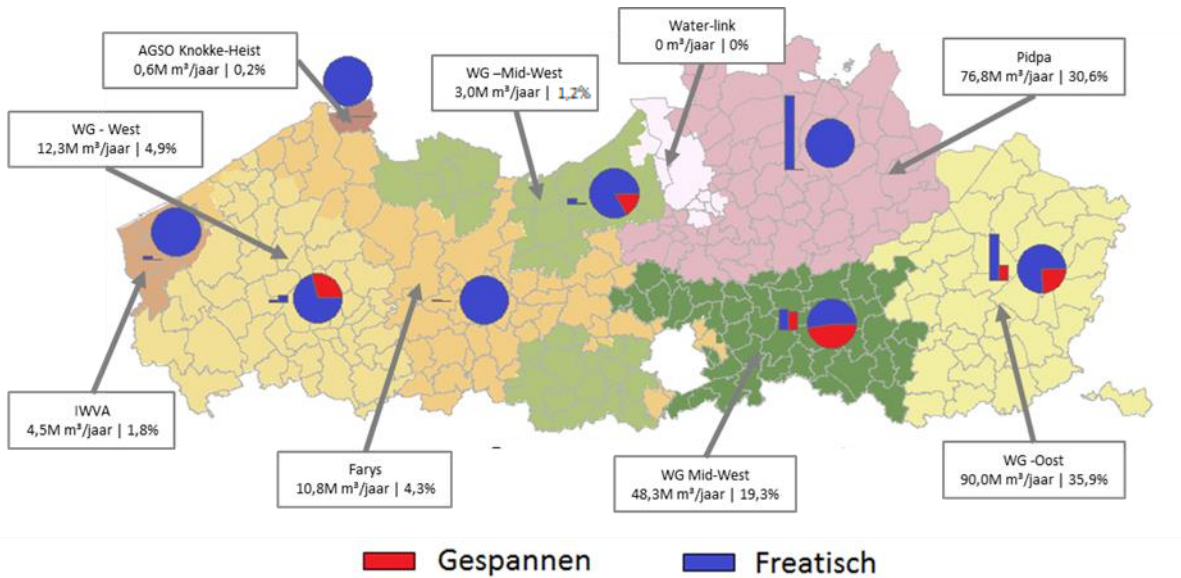 Water-link
0 m³/jaar | 0%
AGSO Knokke-Heist
0,6M m³/jaar | 0,2%
WG –Mid-West
3,0M m³/jaar | 1,2%
Pidpa
76,8M m³/jaar | 30,6%
WG - West
12,3M m³/jaar | 4,9%
IWVA
4,5M m³/jaar | 1,8%
Farys
10,8M m³/jaar | 4,3%
WG Mid-West
48,3M m³/jaar | 19,3%
WG -Oost
90,0M m³/jaar | 35,9%
Gespannen
Freatisch